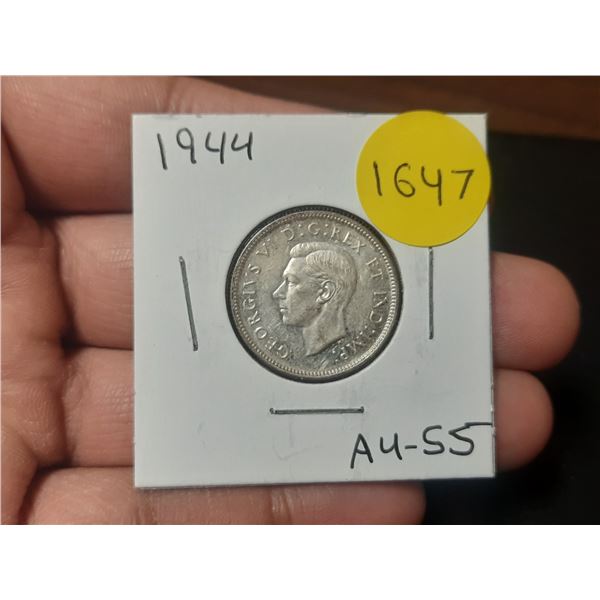 1944
1647
GEORGIVS VI D:G:REX ET IND:IMP:
AU-55